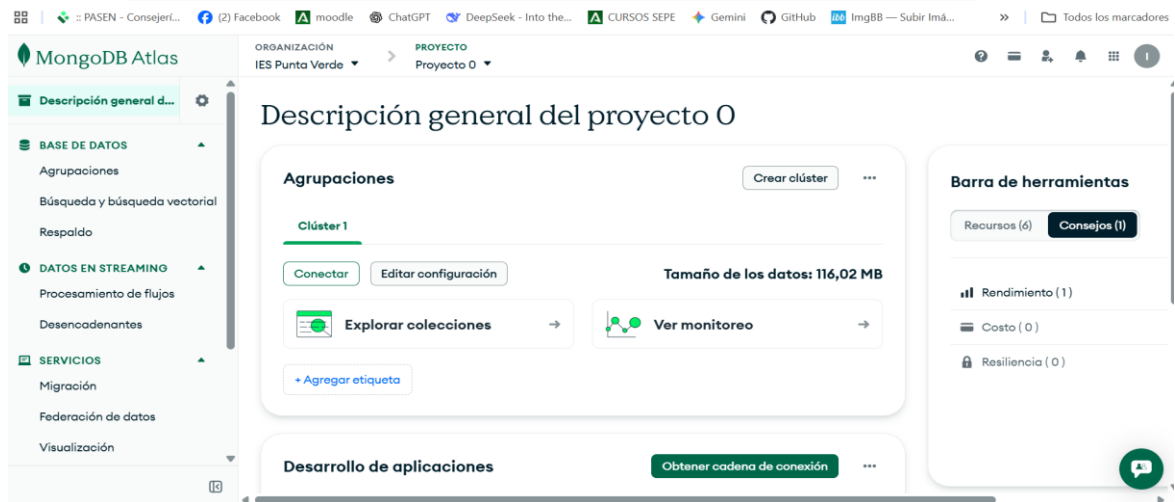 :: PASEN - Consejerí...
(2) Facebook
moodle
ChatGPT
DeepSeek - Into the...
CURSOS SEPE
Gemini
GitHub
ibb ImgBB — Subir Imá...
»
Todos los marcadores
MongoDB Atlas
ORGANIZACIÓN
IES Punta Verde
PROYECTO
Proyecto 0
I
Descripción general d...
BASE DE DATOS
Agrupaciones
Búsqueda y búsqueda vectorial
Respaldo
DATOS EN STREAMING
Procesamiento de flujos
Desencadenantes
SERVICIOS
Migración
Federación de datos
Visualización
Descripción general del proyecto 0
Agrupaciones
Crear clúster
...
Clúster 1
Conectar
Editar configuración
Tamaño de los datos: 116,02 MB
Explorar colecciones
Ver monitoreo
+ Agregar etiqueta
Desarrollo de aplicaciones
Obtener cadena de conexión
...
Barra de herramientas
Recursos (6)
Consejos (1)
Rendimiento ( 1 )
Costo ( 0 )
Resiliencia ( 0 )